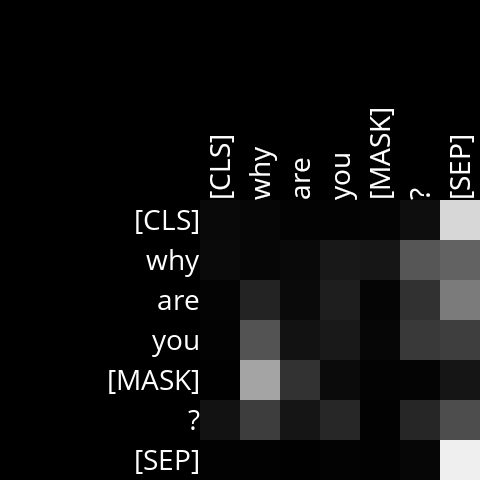 [CLS] why are you [MASK] ? [SEP]
[CLS]
why
are
you
[MASK]
?
[SEP]